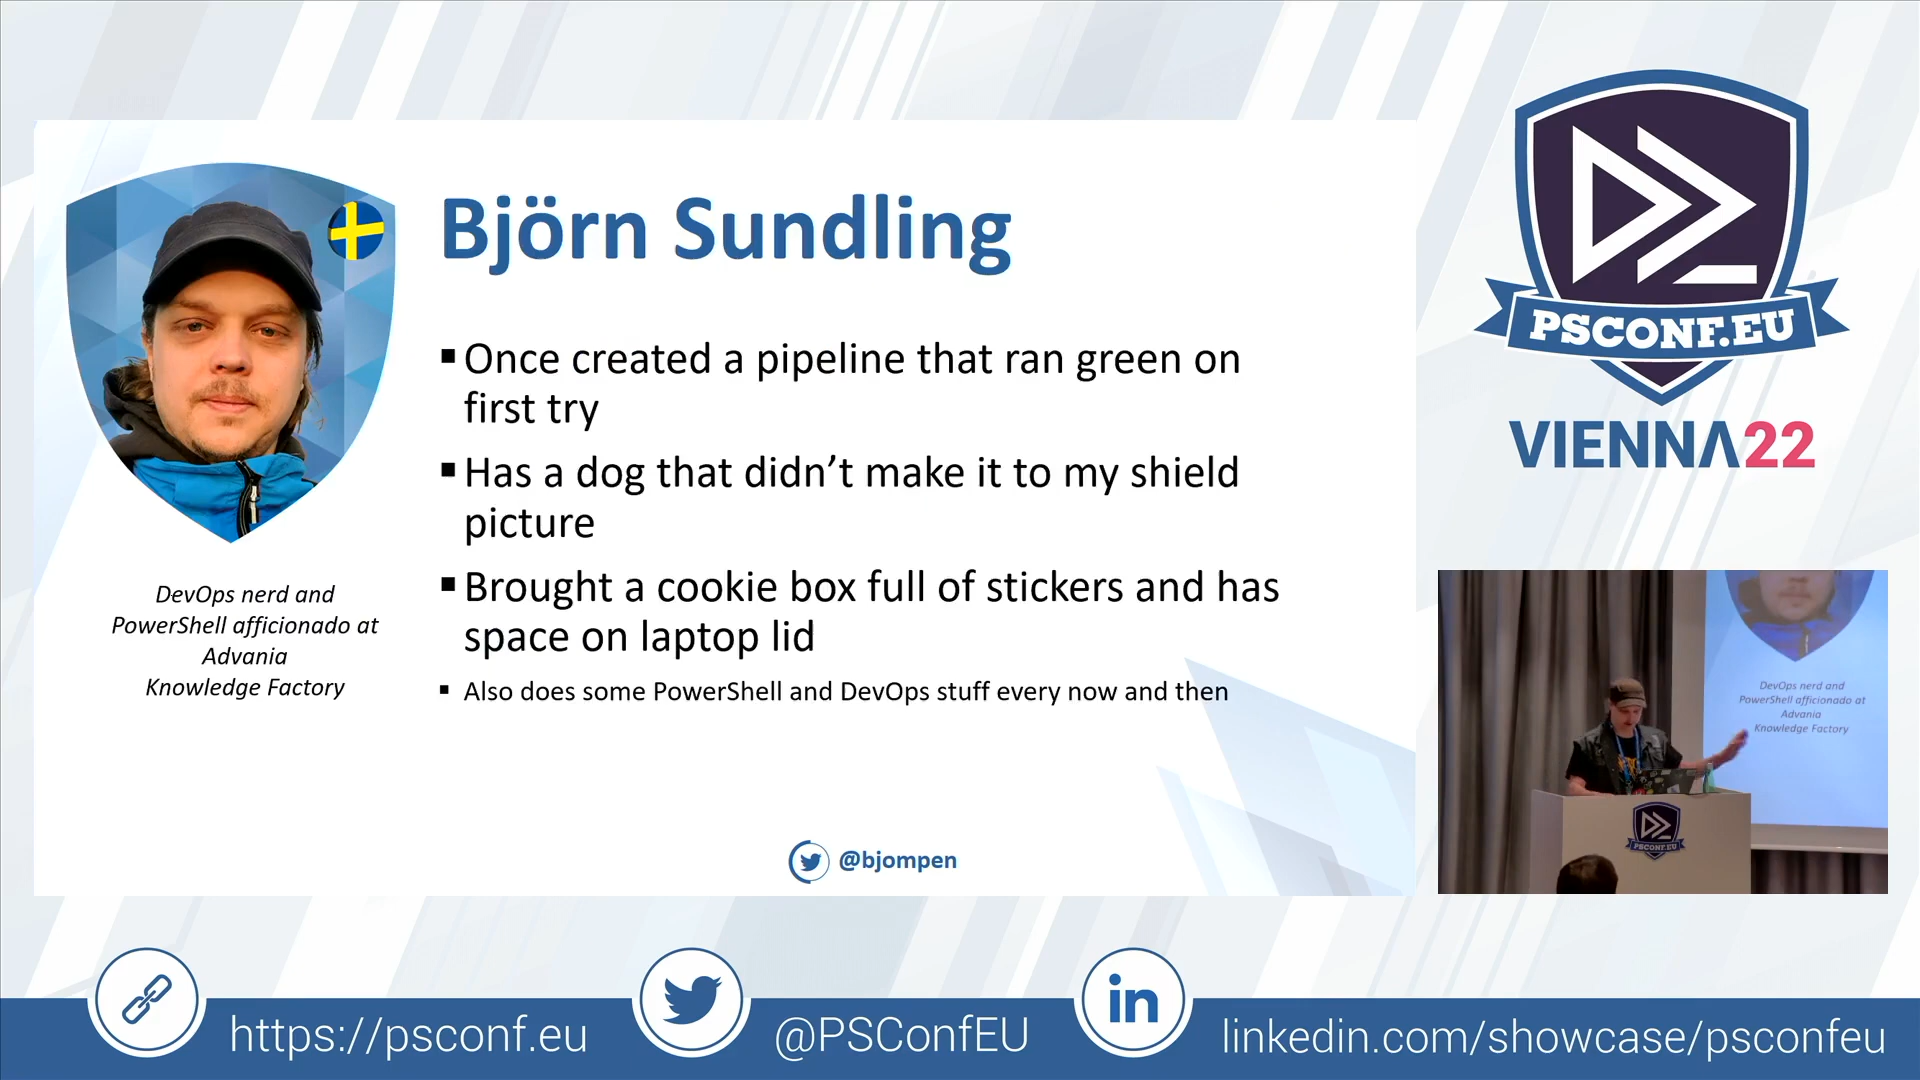 Björn Sundling
Once created a pipeline that ran green on
first try
Has a dog that didn’t make it to my shield
picture
Brought a cookie box full of stickers and has
space on laptop lid
Also does some PowerShell and DevOps stuff every now and then
DevOps nerd and
PowerShell afficionado at
Advania
Knowledge Factory
@bjompen
PSCONF.EU
VIENNA22
DevOps nerd and
PowerShell afficionado at
Advania
Knowledge Factory
PSCONF.EU
https://psconf.eu
@PSConfEU
in
linkedin.com/showcase/psconfeu